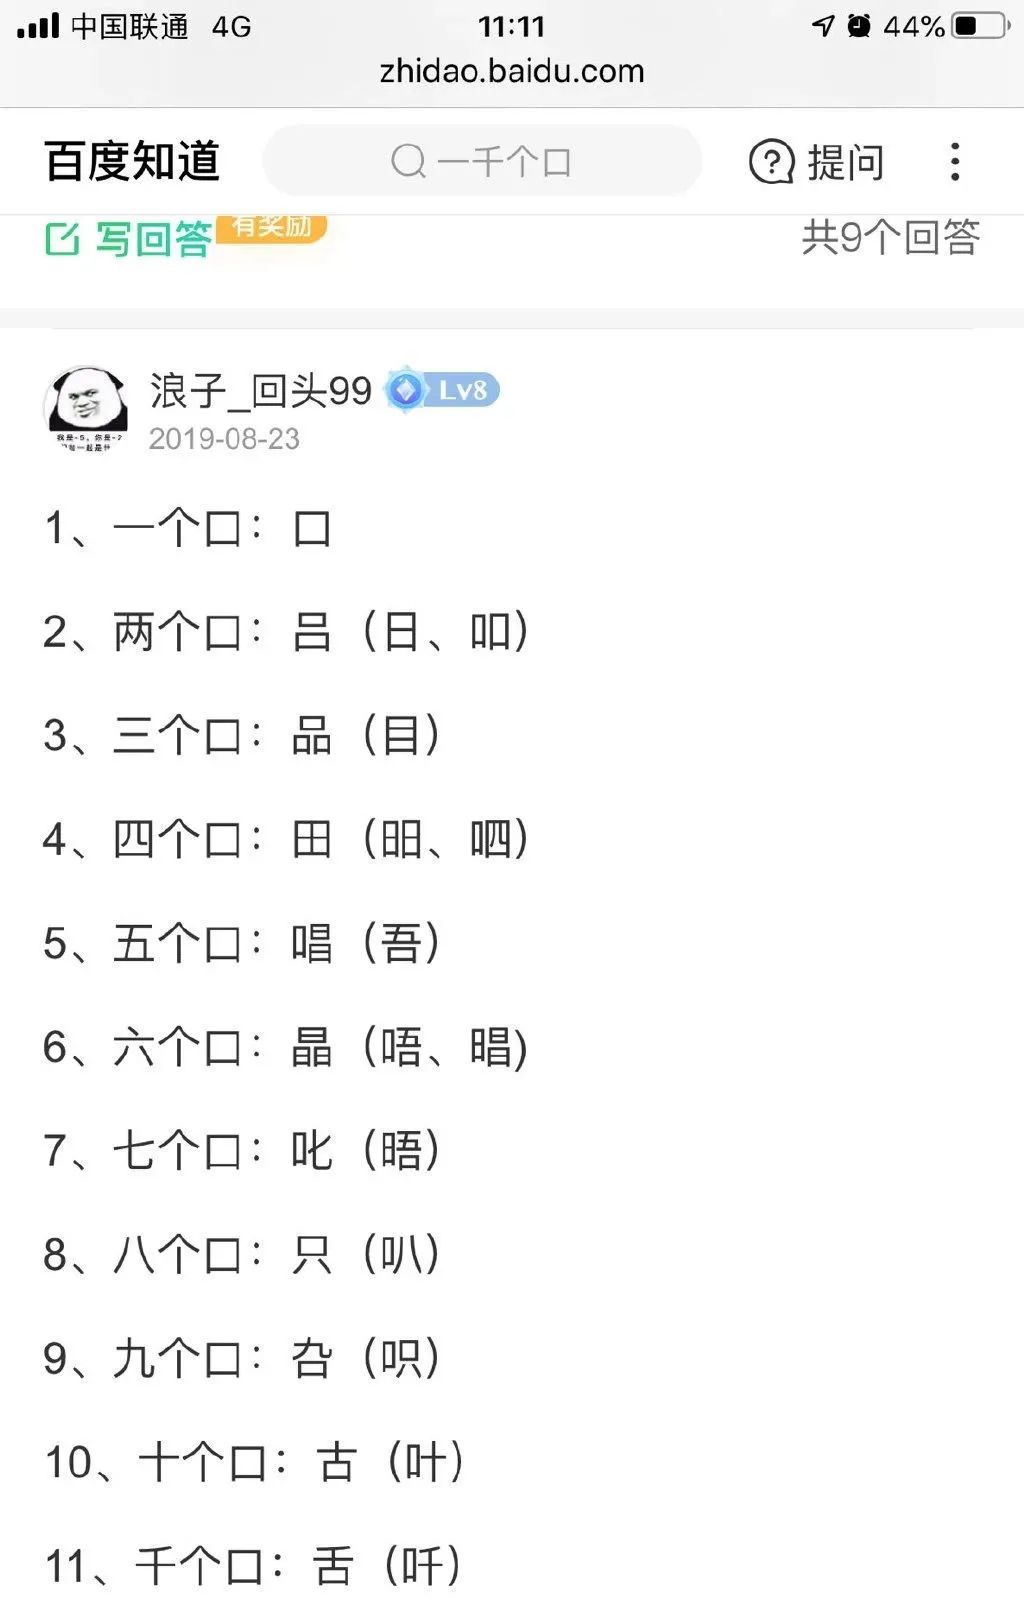 中国联通 4G 11:11 44%
zhidao.baidu.com
百度知道 一千个口 提问
写回答 有奖励 共9个回答
浪子_回头99 Lv8
2019-08-23
1、一个口：口
2、两个口：吕（日、吅）
3、三个口：品（目）
4、四个口：田（昍、呬）
5、五个口：唱（吾）
6、六个口：晶（唔、晿)
7、七个口：叱（晤）
8、八个口：只（叭）
9、九个口：旮（呮）
10、十个口：古（叶）
11、千个口：舌（吀）